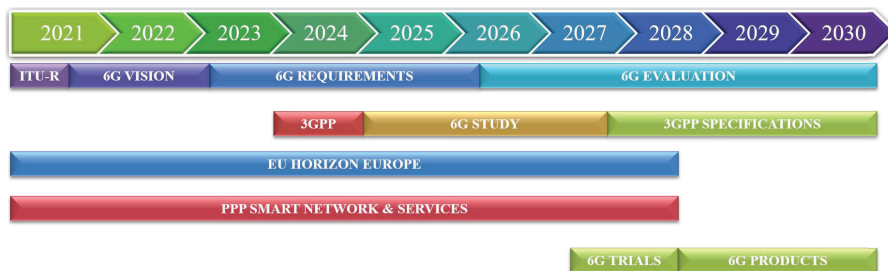 2021 2022 2023 2024 2025 2026 2027 2028 2029 2030
ITU-R 6G VISION 6G REQUIREMENTS 6G EVALUATION
3GPP 6G STUDY 3GPP SPECIFICATIONS
EU HORIZON EUROPE
PPP SMART NETWORK & SERVICES
6G TRIALS 6G PRODUCTS